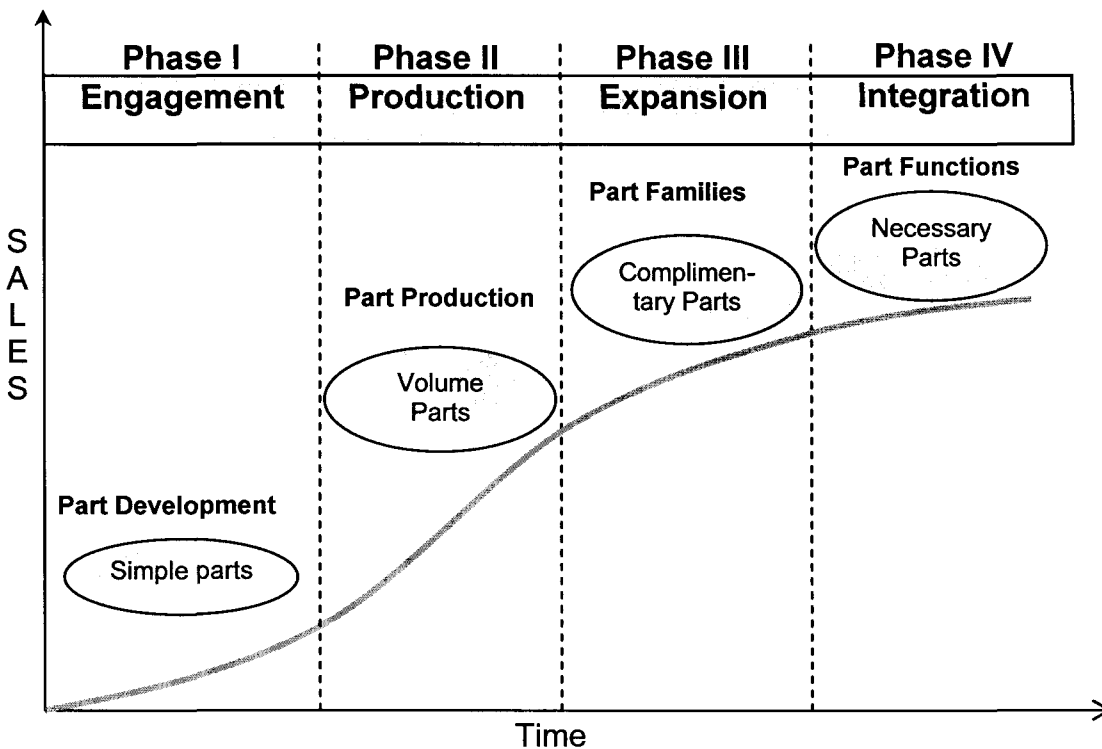 Phase I
Engagement
Phase II
Production
Phase III
Expansion
Phase IV
Integration
SALES
Part Development
Simple parts
Part Production
Volume
Parts
Part Families
Complimen-
tary Parts
Part Functions
Necessary
Parts
Time